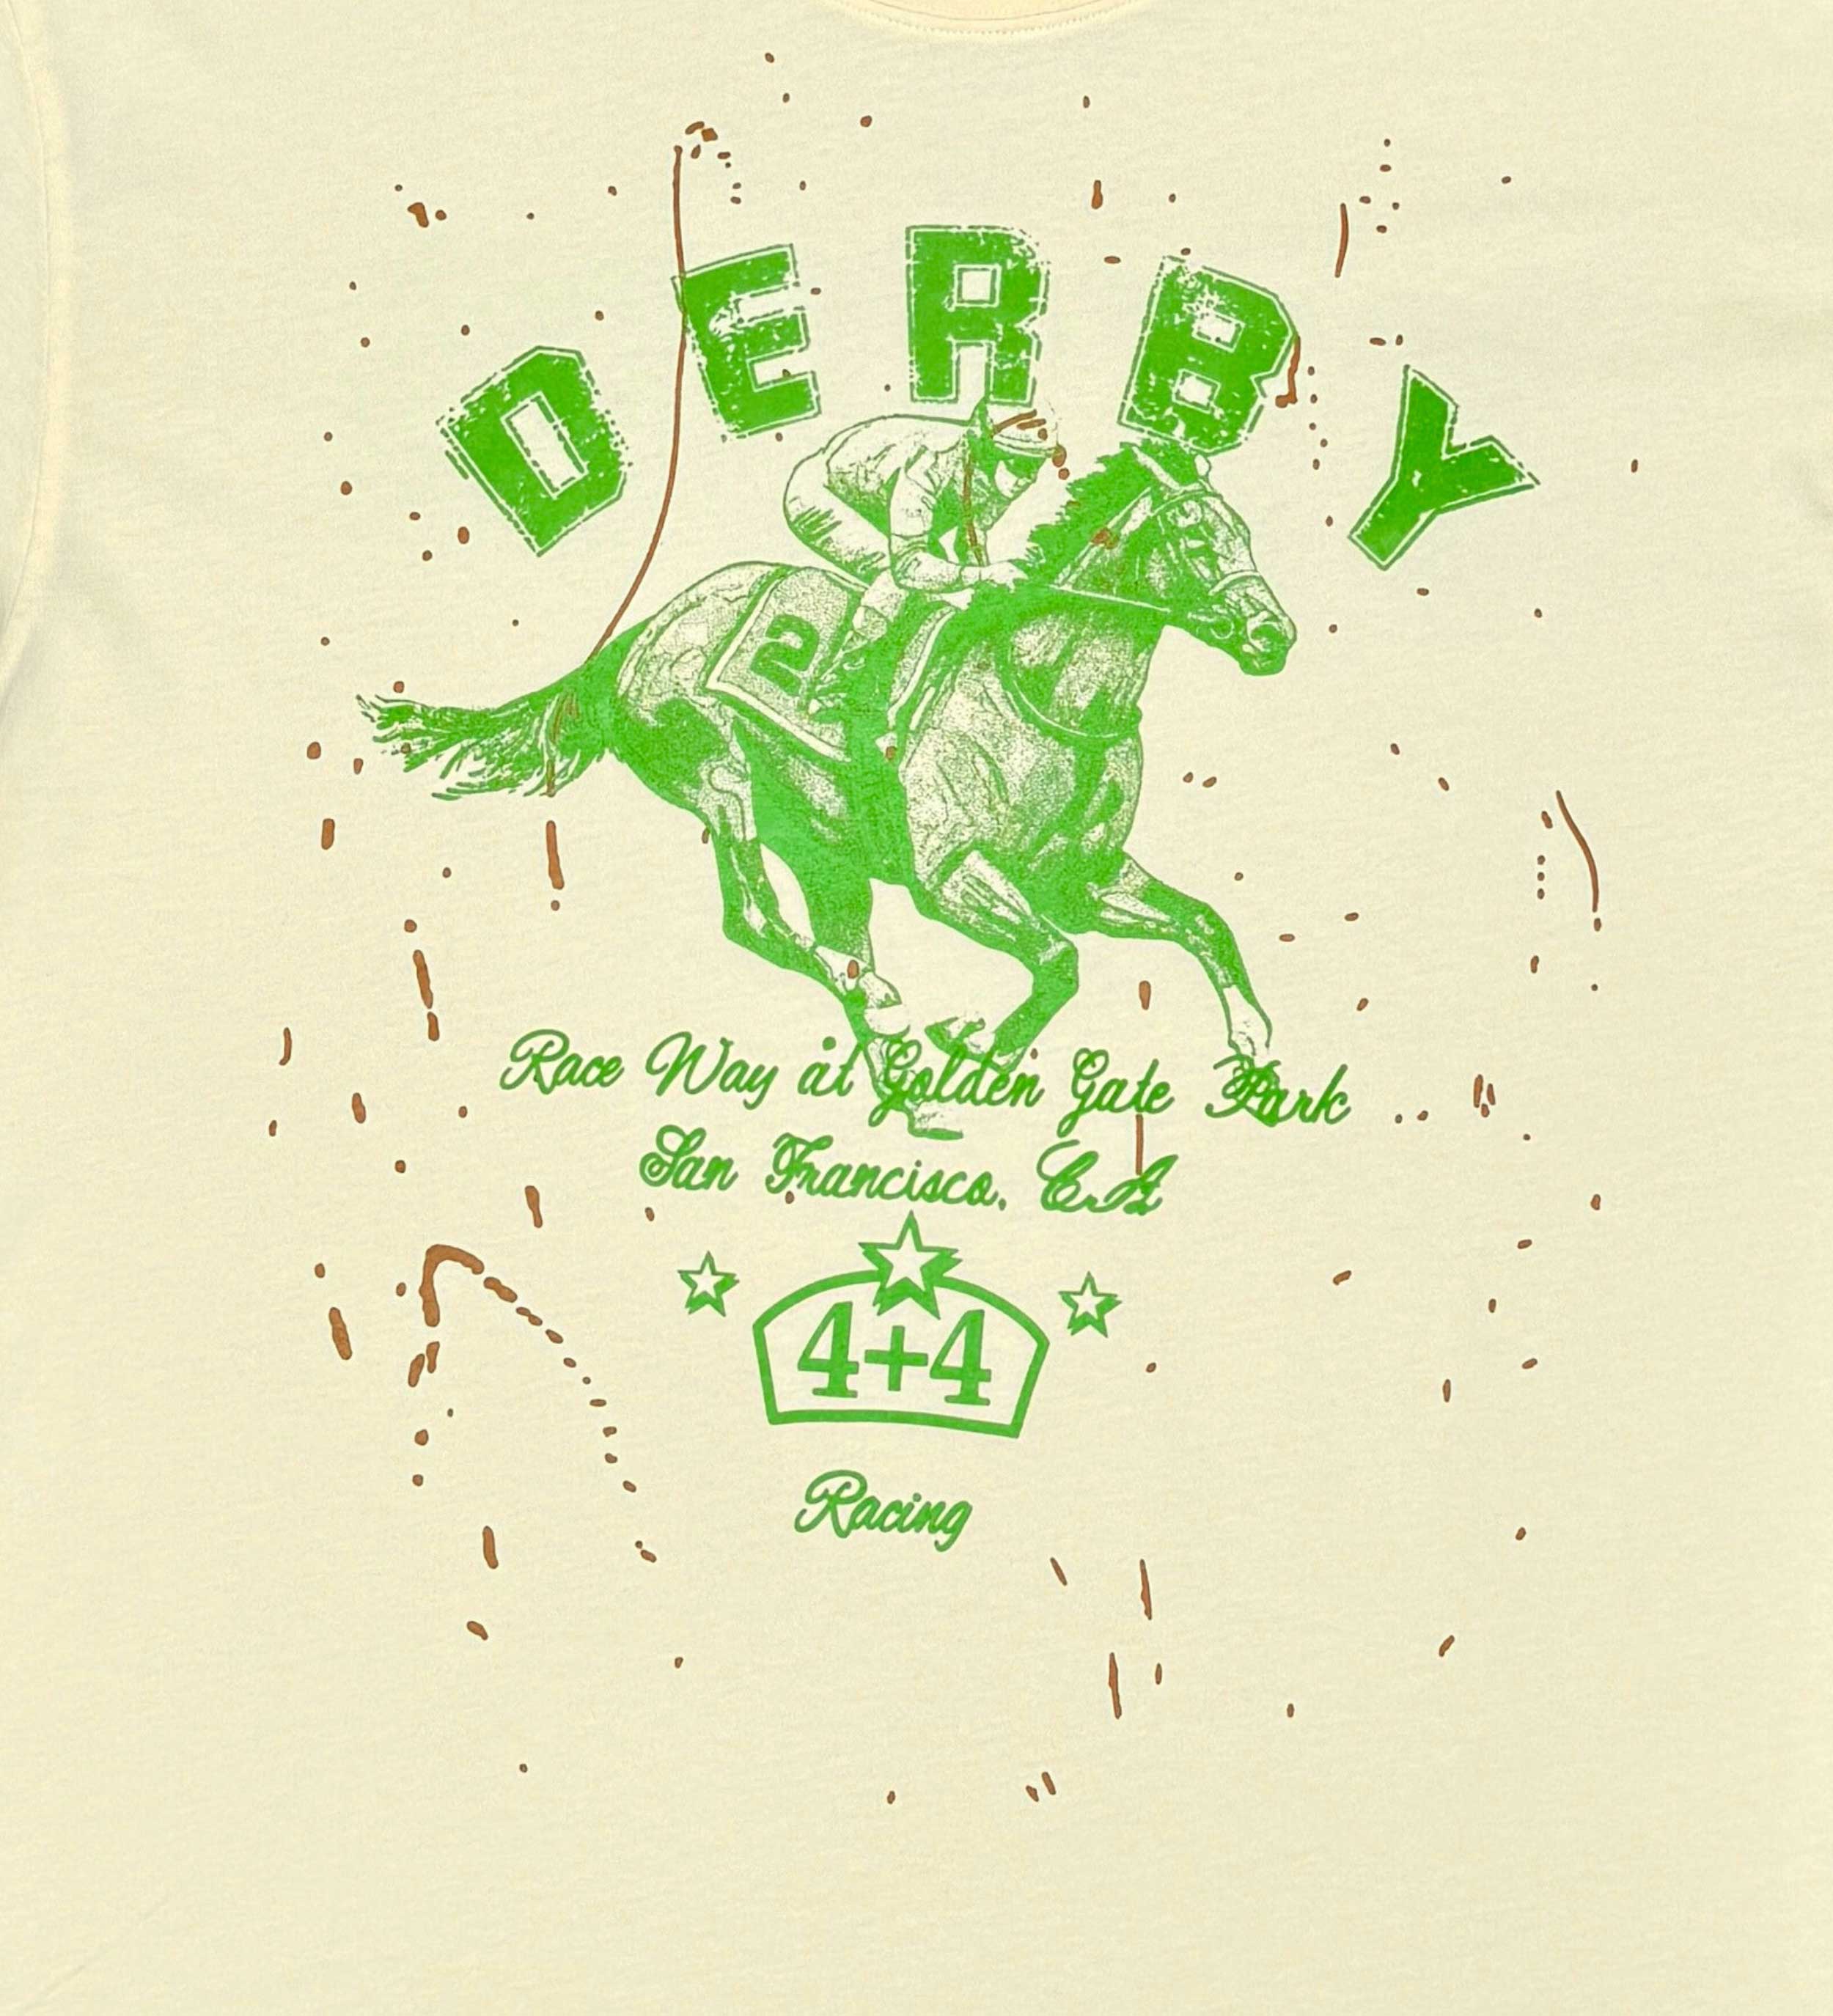 DERBY
2
Race Way at Golden Gate Park
San Francisco, CA
4+4
Racing